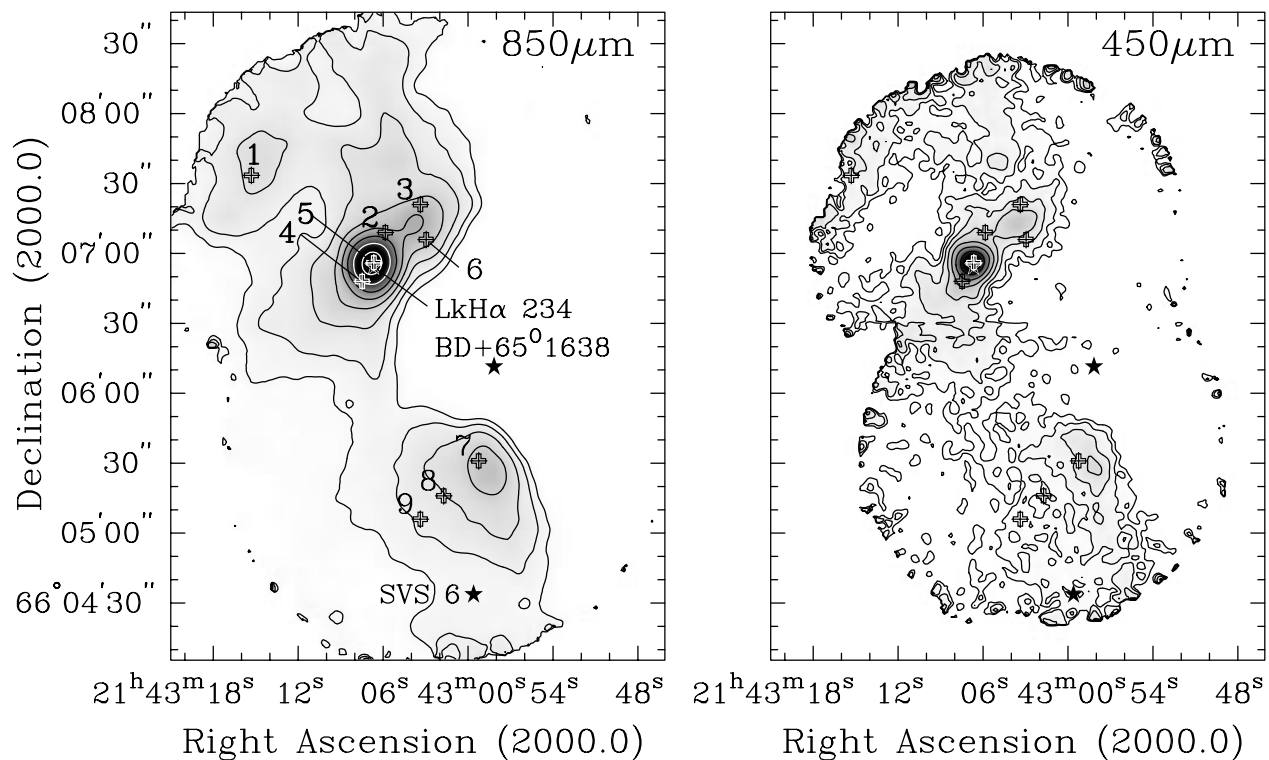 850μm
450μm
30"
08'00"
30"
07'00"
30"
06'00"
30"
05'00"
66°04'30"
Declination (2000.0)
1
2
3
4
5
6
LkHα 234
BD+65⁰1638
7
8
9
SVS 6
21ʰ43ᵐ18ˢ 12ˢ 06ˢ 43ᵐ00ˢ 54ˢ 48ˢ
21ʰ43ᵐ18ˢ 12ˢ 06ˢ 43ᵐ00ˢ 54ˢ 48ˢ
Right Ascension (2000.0)
Right Ascension (2000.0)